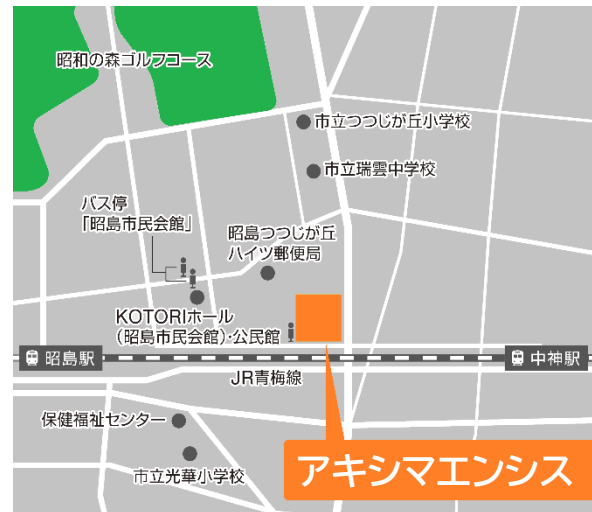 昭和の森ゴルフコース
市立つつじが丘小学校
市立瑞雲中学校
バス停
「昭島市民会館」
昭島つつじが丘
ハイツ郵便局
KOTORIホール
(昭島市民会館)・公民館
昭島駅
中神駅
JR青梅線
保健福祉センター
市立光華小学校
アキシマエンシス